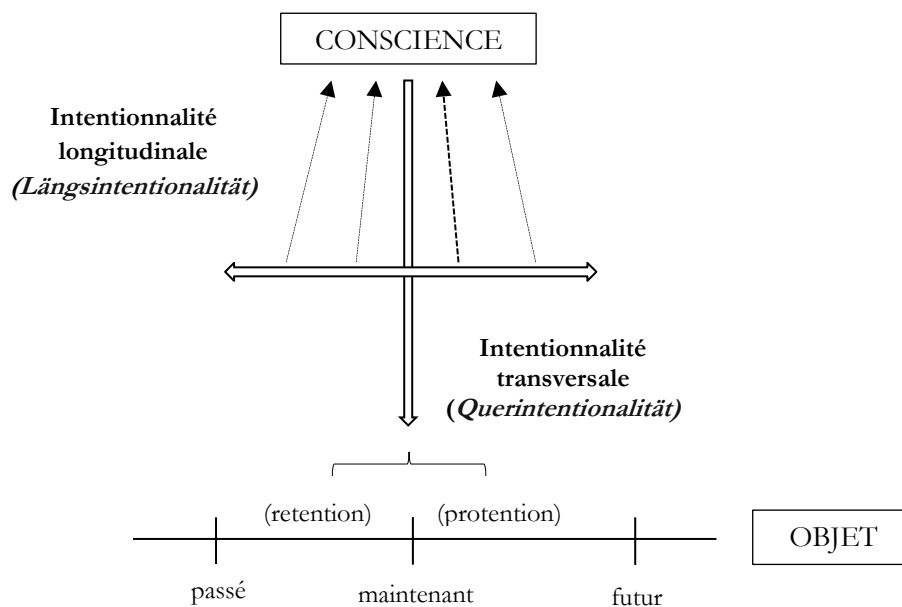 CONSCIENCE
Intentionnalité
longitudinale
(Längsintentionalität)
Intentionnalité
transversale
(Querintentionalität)
(retention)
(protention)
OBJET
passé
maintenant
futur